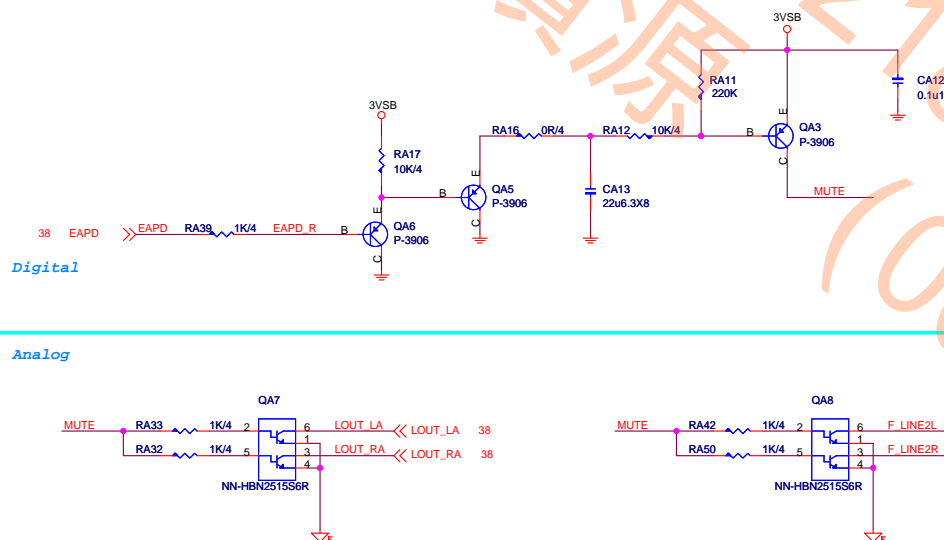 3VSB
RA11
220K
CA12
0.1u1
3VSB
RA17
10K/4
RA16
0R/4
RA12
10K/4
B
E
C
QA3
P-3906
B
E
C
QA5
P-3906
CA13
22u6.3X8
MUTE
38
EAPD
EAPD
RA39
1K/4
EAPD_R
B
E
C
QA6
P-3906
Digital
Analog
QA7
MUTE
RA33
1K/4
2
6
LOUT_LA
LOUT_LA
38
1
RA32
1K/4
5
3
LOUT_RA
LOUT_RA
38
4
NN-HBN2515S6R
QA8
MUTE
RA42
1K/4
2
6
F_LINE2L
1
RA50
1K/4
5
3
F_LINE2R
4
NN-HBN2515S6R
資源